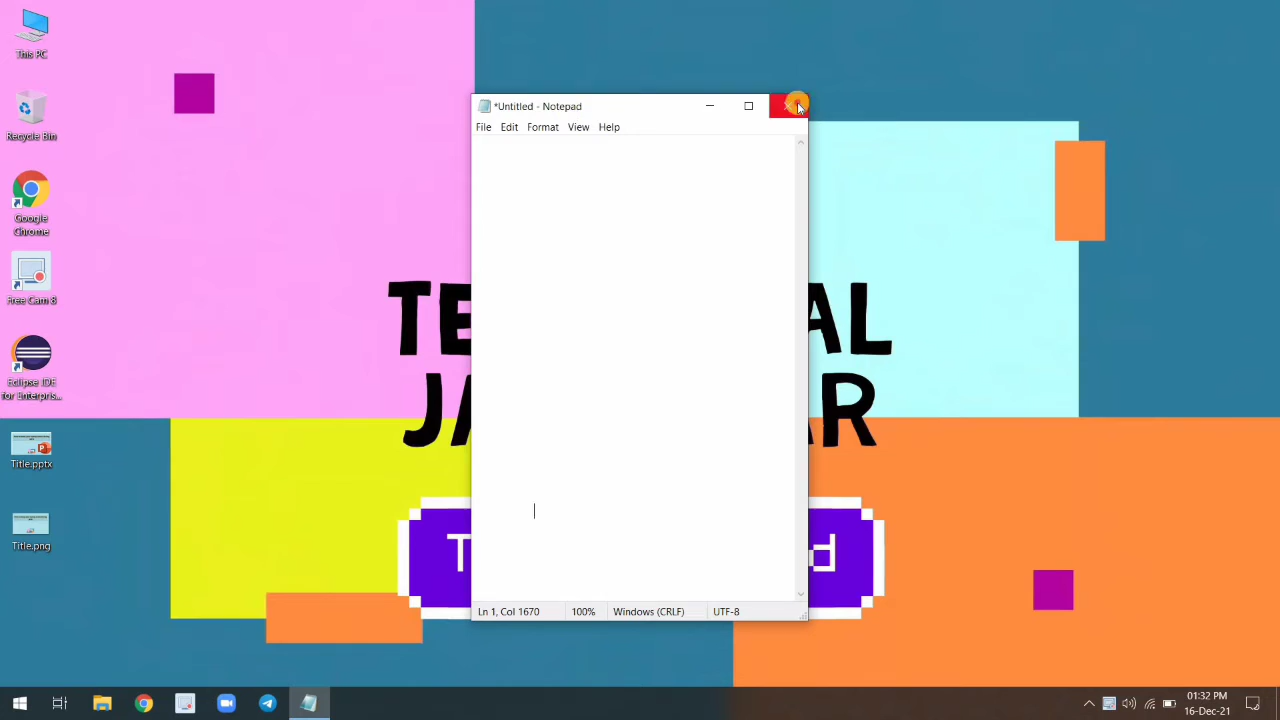 This PC
Recycle Bin
Google
Chrome
Free Cam 8
Eclipse IDE
for Enterpris...
Title.pptx
Title.png
*Untitled - Notepad
File Edit Format View Help
Ln 1, Col 1670 100% Windows (CRLF) UTF-8
TE AL
JA AR
T d
01:32 PM
16-Dec-21